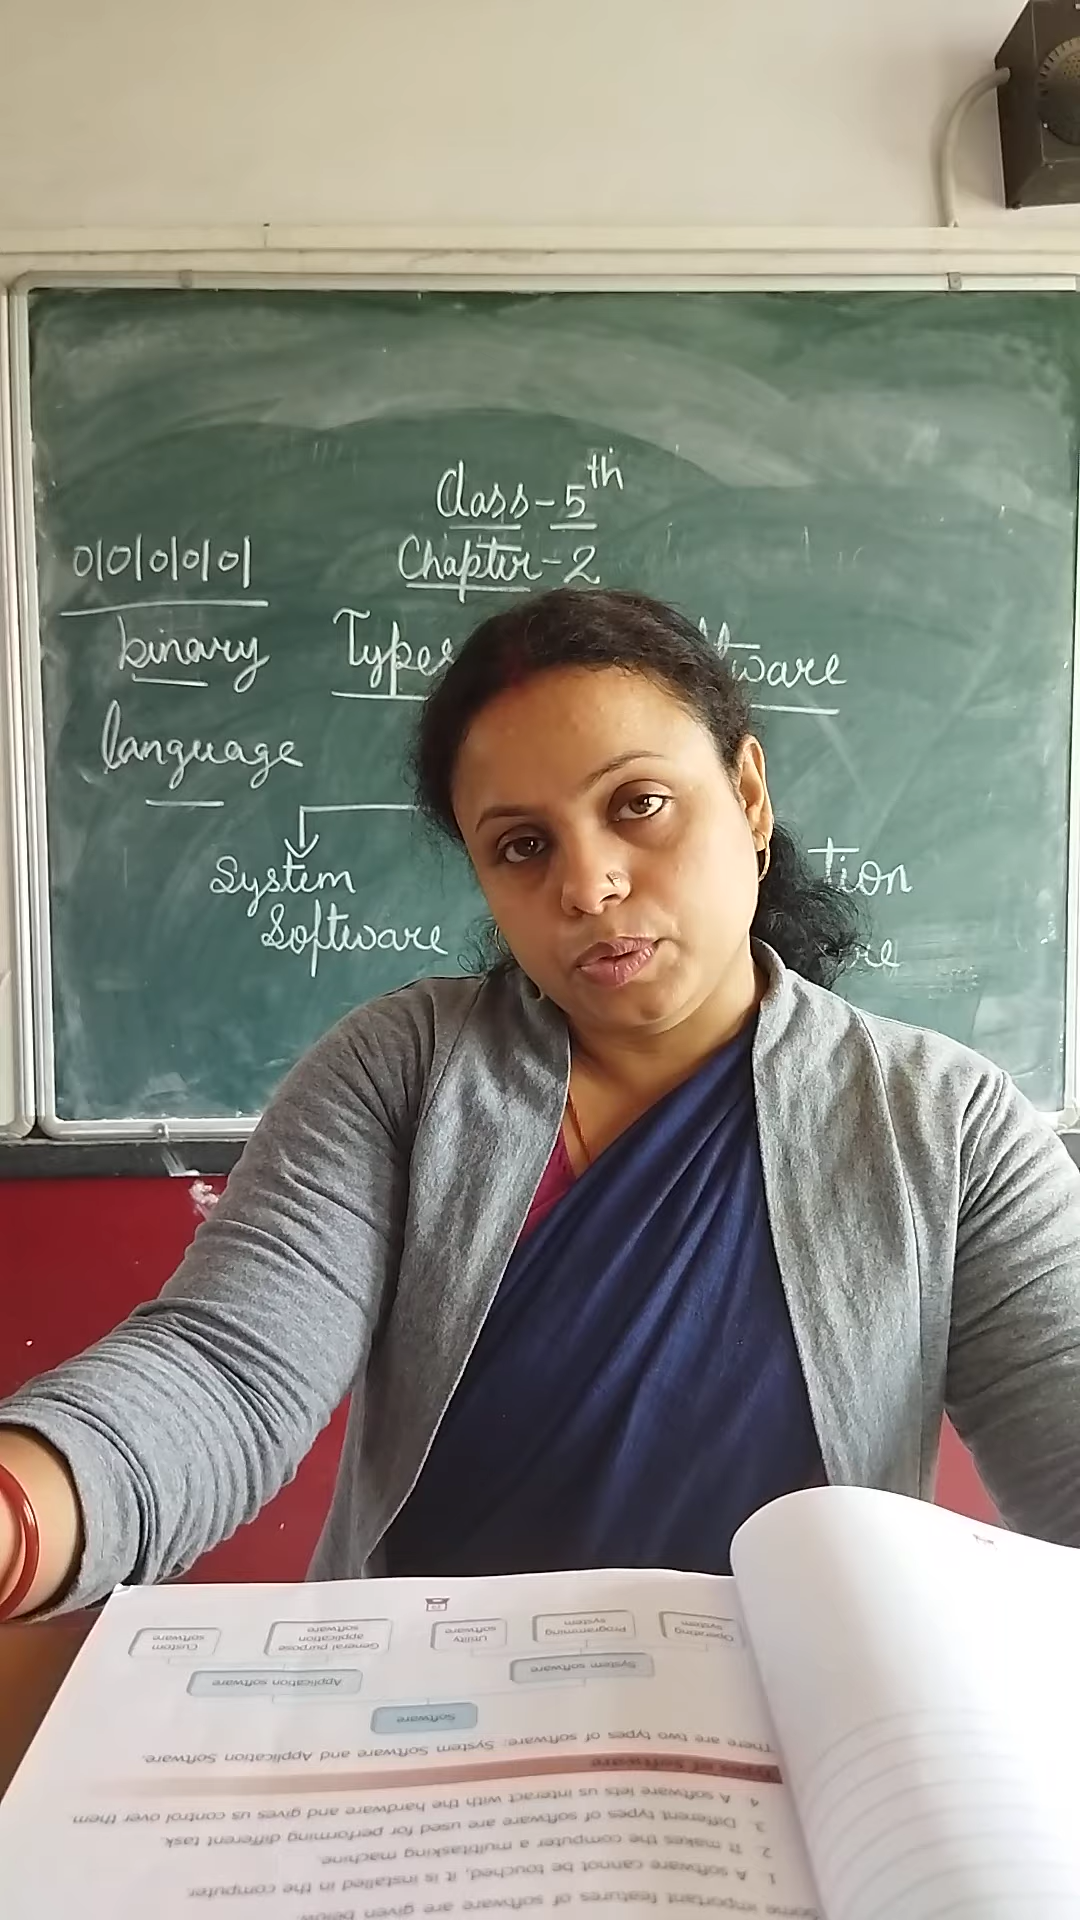 Class-5th
Chapter-2
0101010101
binary
language
Types ware
System
Software
tion
re
Some important features of software are given below:
1. A software cannot be touched, it is installed in the computer.
2. It makes the computer a multitasking machine.
3. Different types of software are used for performing different task.
4. A software lets us interact with the hardware and gives us control over them
Types of Software
There are two types of software: System Software and Application Software.
Software
System software
Application software
Operating system
Programming system
Utility software
General purpose application software
Custom software